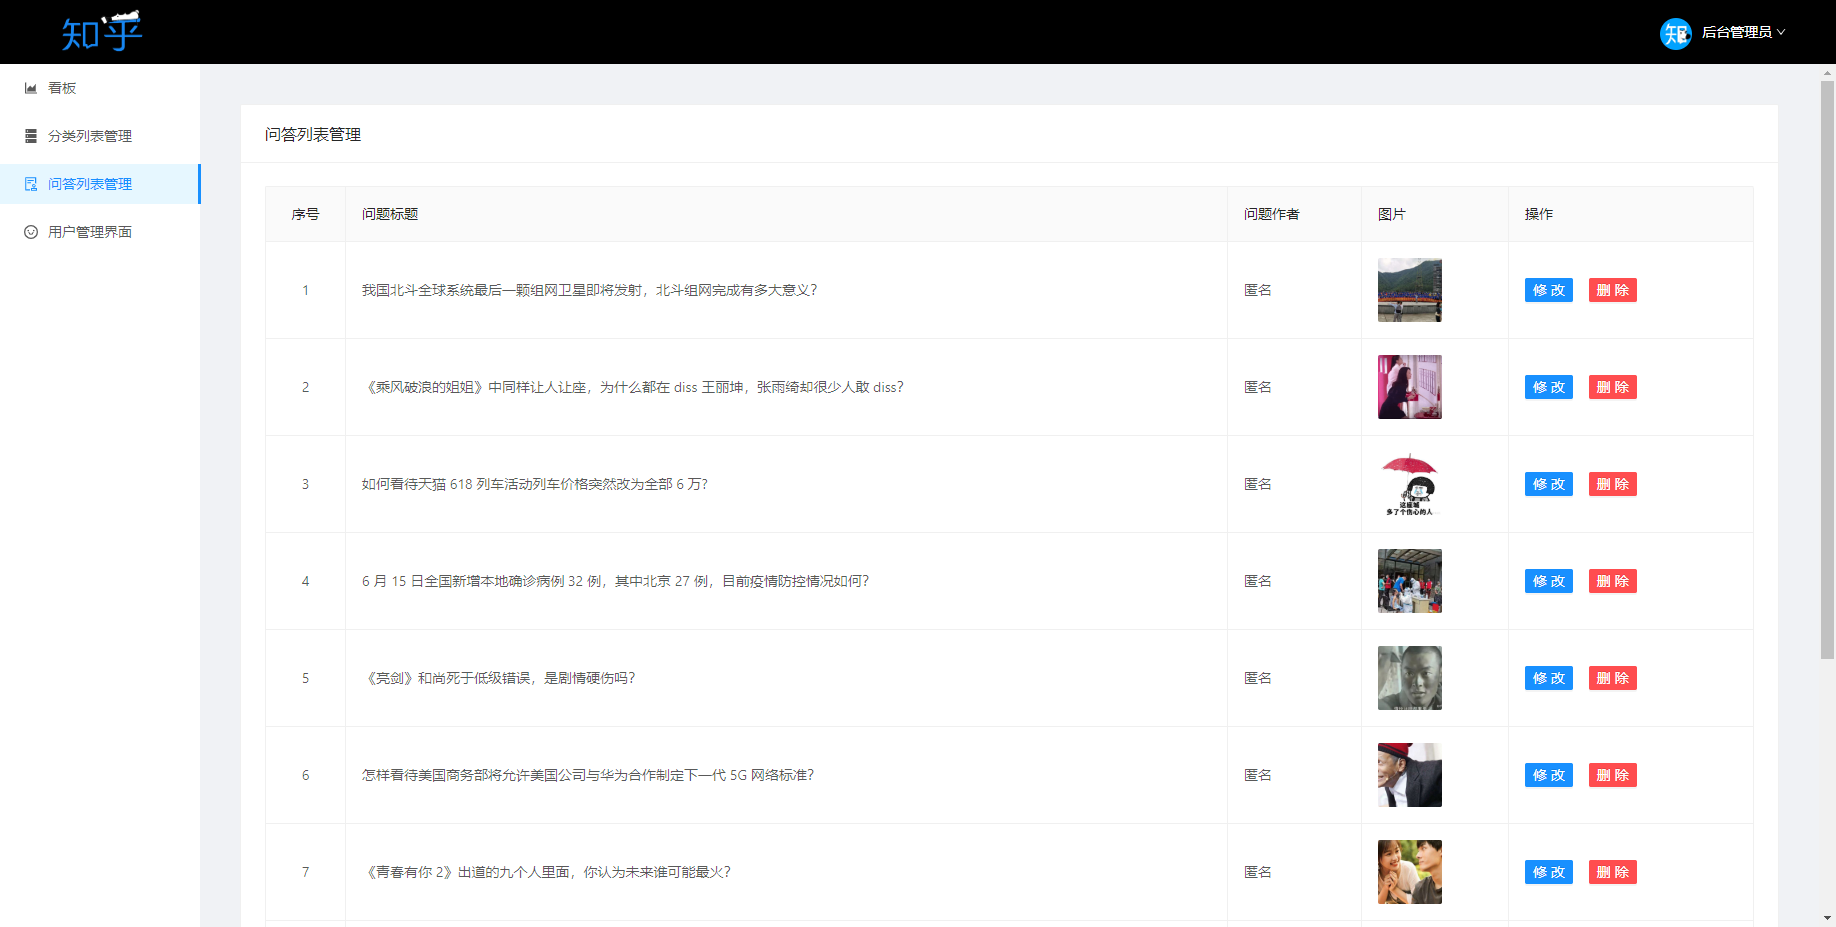 知乎
后台管理员
看板
分类列表管理
问答列表管理
用户管理界面
问答列表管理
序号 问题标题 问题作者 图片 操作
1 我国北斗全球系统最后一颗组网卫星即将发射，北斗组网完成有多大意义？ 匿名 修改 删除
2 《乘风破浪的姐姐》中同样让人让座，为什么都在 diss 王丽坤，张雨绮却很少人敢 diss？ 匿名 修改 删除
3 如何看待天猫 618 列车活动列车价格突然改为全部 6 万？ 匿名 修改 删除
这座城
多了个伤心的人
4 6 月 15 日全国新增本地确诊病例 32 例，其中北京 27 例，目前疫情防控情况如何？ 匿名 修改 删除
5 《亮剑》和尚死于低级错误，是剧情硬伤吗？ 匿名 修改 删除
6 怎样看待美国商务部将允许美国公司与华为合作制定下一代 5G 网络标准？ 匿名 修改 删除
7 《青春有你 2》出道的九个人里面，你认为未来谁可能最火？ 匿名 修改 删除